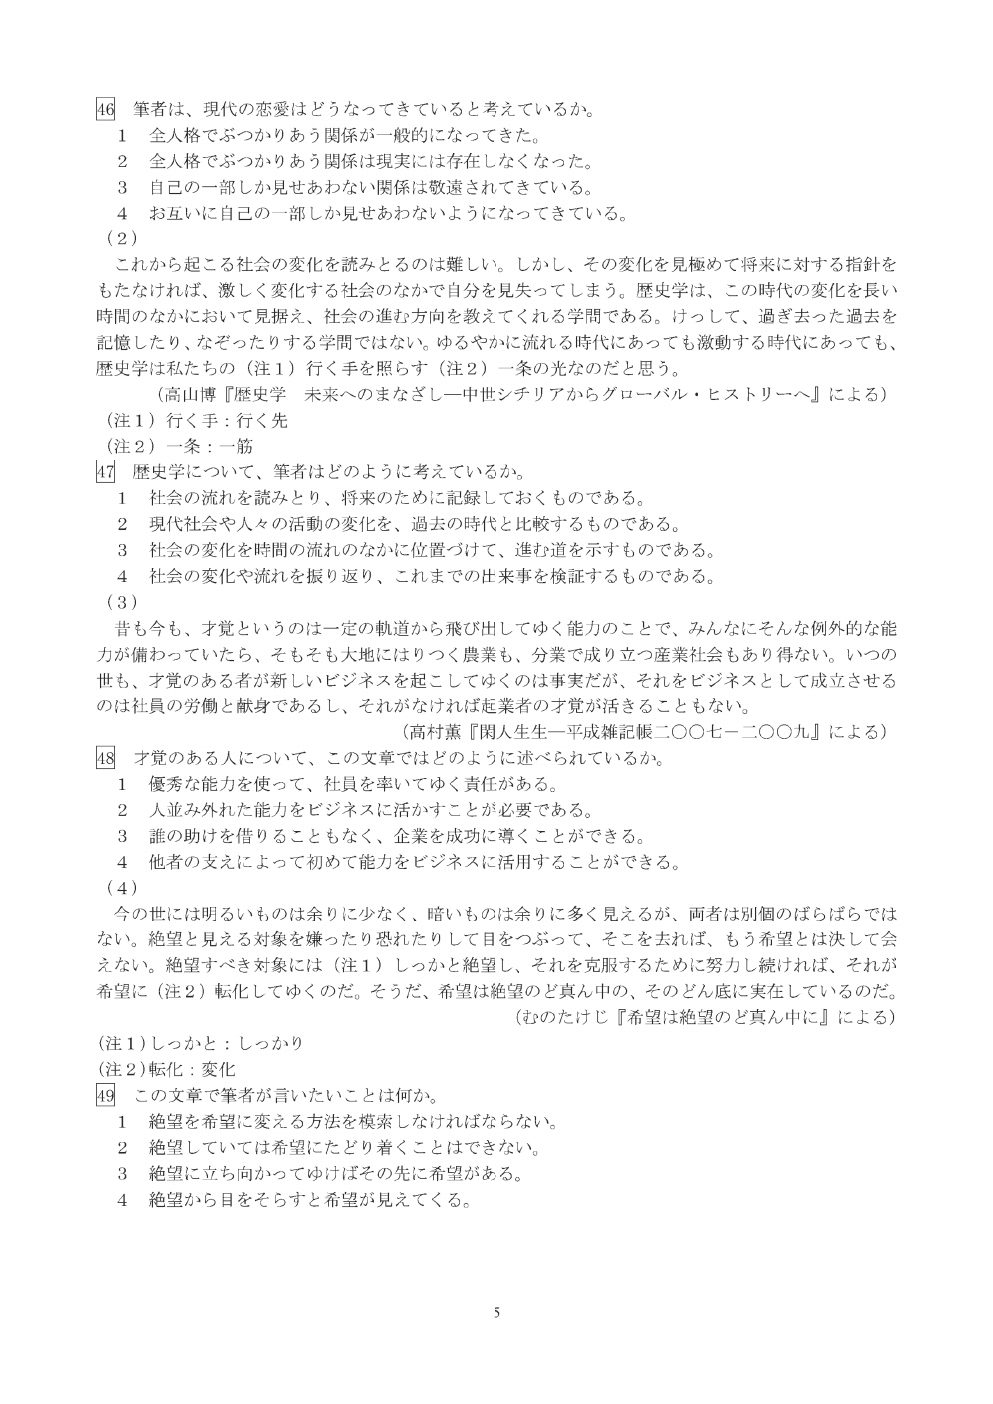 46　筆者は、現代の恋愛はどうなってきていると考えているか。
1　全人格でぶつかりあう関係が一般的になってきた。
2　全人格でぶつかりあう関係は現実には存在しなくなった。
3　自己の一部しか見せあわない関係は敬遠されてきている。
4　お互いに自己の一部しか見せあわないようになってきている。
（2）
これから起こる社会の変化を読みとるのは難しい。しかし、その変化を見極めて将来に対する指針を
もたなければ、激しく変化する社会のなかで自分を見失ってしまう。歴史学は、この時代の変化を長い
時間のなかにおいて見据え、社会の進む方向を教えてくれる学問である。けっして、過ぎ去った過去を
記憶したり、なぞったりする学問ではない。ゆるやかに流れる時代にあっても激動する時代にあっても、
歴史学は私たちの（注１）行く手を照らす（注２）一条の光なのだと思う。
（高山博『歴史学　未来へのまなざし―中世シチリアからグローバル・ヒストリーへ』による）
（注１）行く手：行く先
（注２）一条：一筋
47　歴史学について、筆者はどのように考えているか。
1　社会の流れを読みとり、将来のために記録しておくものである。
2　現代社会や人々の活動の変化を、過去の時代と比較するものである。
3　社会の変化を時間の流れのなかに位置づけて、進む道を示すものである。
4　社会の変化や流れを振り返り、これまでの出来事を検証するものである。
（3）
昔も今も、才覚というのは一定の軌道から飛び出してゆく能力のことで、みんなにそんな例外的な能
力が備わっていたら、そもそも大地にはりつく農業も、分業で成り立つ産業社会もあり得ない。いつの
世も、才覚のある者が新しいビジネスを起こしてゆくのは事実だが、それをビジネスとして成立させる
のは社員の労働と献身であるし、それがなければ起業者の才覚が活きることもない。
（高村薫『閑人生生―平成雑記帳二〇〇七－二〇〇九』による）
48　才覚のある人について、この文章ではどのように述べられているか。
1　優秀な能力を使って、社員を率いてゆく責任がある。
2　人並み外れた能力をビジネスに活かすことが必要である。
3　誰の助けを借りることもなく、企業を成功に導くことができる。
4　他者の支えによって初めて能力をビジネスに活用することができる。
（4）
今の世には明るいものは余りに少なく、暗いものは余りに多く見えるが、両者は別個のばらばらでは
ない。絶望と見える対象を嫌ったり恐れたりして目をつぶって、そこを去れば、もう希望とは決して会
えない。絶望すべき対象には（注１）しっかと絶望し、それを克服するために努力し続ければ、それが
希望に（注２）転化してゆくのだ。そうだ、希望は絶望のど真ん中の、そのどん底に実在しているのだ。
（むのたけじ『希望は絶望のど真ん中に』による）
(注１)しっかと：しっかり
(注２)転化：変化
49　この文章で筆者が言いたいことは何か。
1　絶望を希望に変える方法を模索しなければならない。
2　絶望していては希望にたどり着くことはできない。
3　絶望に立ち向かってゆけばその先に希望がある。
4　絶望から目をそらすと希望が見えてくる。
5